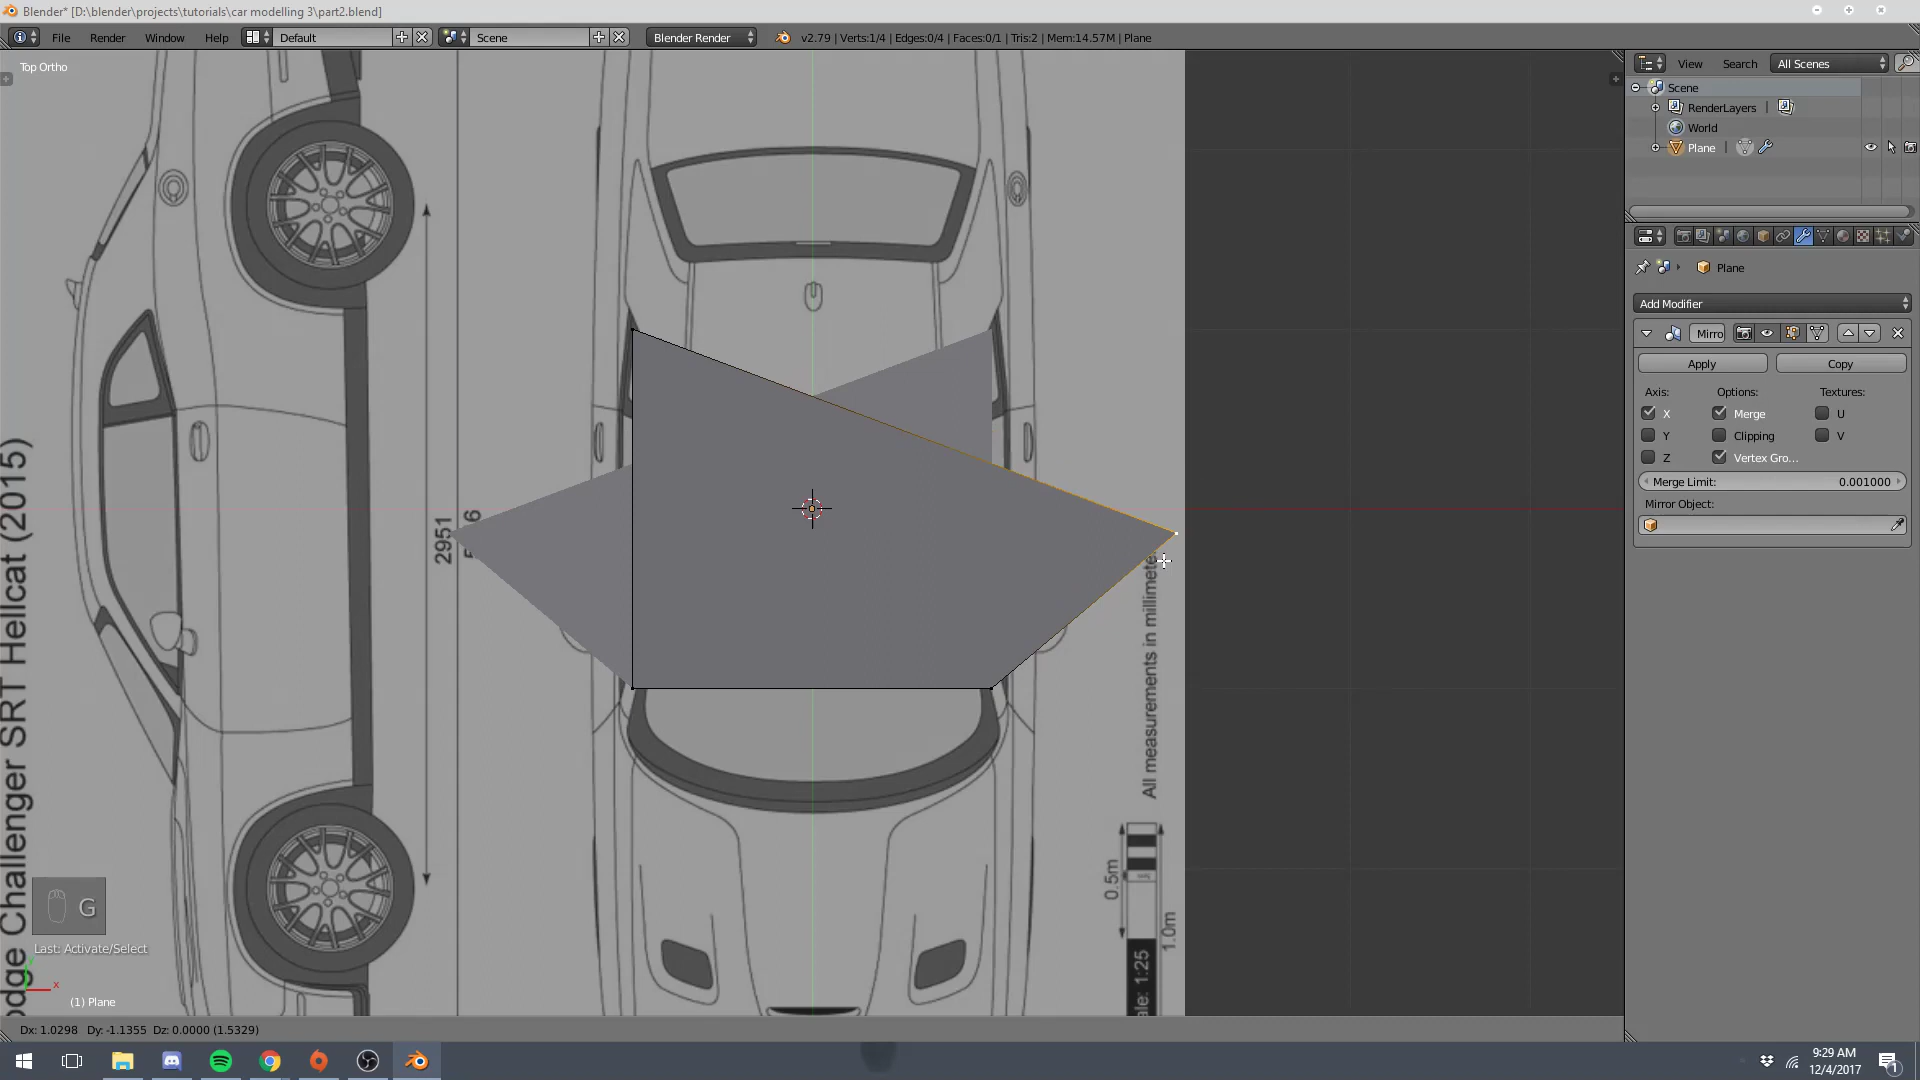 Blender* [D:\blender\projects\tutorials\car modelling 3\part2.blend]
File Render Window Help Default Scene Blender Render v2.79 | Verts:1/4 | Edges:0/4 | Faces:0/1 | Tris:2 | Mem:14.57M | Plane
Top Ortho
View Search All Scenes
Scene
RenderLayers
World
Plane
Plane
Add Modifier
Mirro
Apply Copy
Axis: Options: Textures:
X Merge U
Y Clipping V
Z Vertex Gro...
Merge Limit: 0.001000
Mirror Object:
odge Challenger SRT Hellcat (2015)
2951
All measurements in millimete
0.5m
1.0m
ale: 1:25
G
Last: Activate/Select
x
(1) Plane
Dx: 1.0298 Dy: -1.1355 Dz: 0.0000 (1.5329)
9:29 AM
12/4/2017
1